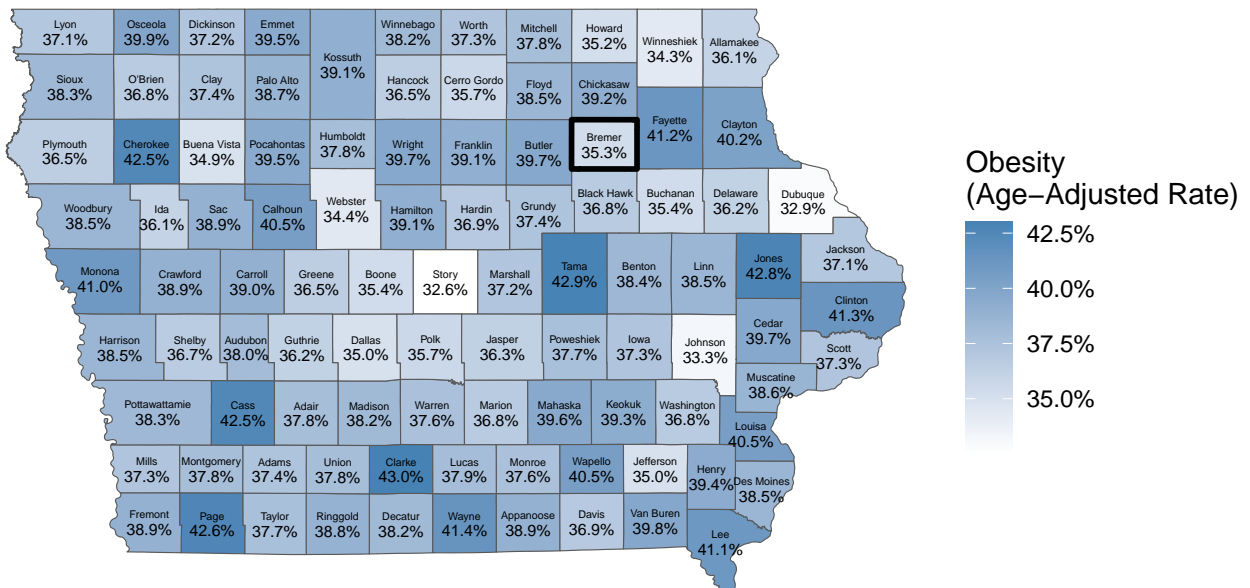 Lyon
37.1%
Osceola
39.9%
Dickinson
37.2%
Emmet
39.5%
Kossuth
39.1%
Winnebago
38.2%
Worth
37.3%
Mitchell
37.8%
Howard
35.2%
Winneshiek
34.3%
Allamakee
36.1%
Sioux
38.3%
O'Brien
36.8%
Clay
37.4%
Palo Alto
38.7%
Hancock
36.5%
Cerro Gordo
35.7%
Floyd
38.5%
Chickasaw
39.2%
Plymouth
36.5%
Cherokee
42.5%
Buena Vista
34.9%
Pocahontas
39.5%
Humboldt
37.8%
Wright
39.7%
Franklin
39.1%
Butler
39.7%
Bremer
35.3%
Fayette
41.2%
Clayton
40.2%
Woodbury
38.5%
Ida
36.1%
Sac
38.9%
Calhoun
40.5%
Webster
34.4%
Hamilton
39.1%
Hardin
36.9%
Grundy
37.4%
Black Hawk
36.8%
Buchanan
35.4%
Delaware
36.2%
Dubuque
32.9%
Monona
41.0%
Crawford
38.9%
Carroll
39.0%
Greene
36.5%
Boone
35.4%
Story
32.6%
Marshall
37.2%
Tama
42.9%
Benton
38.4%
Linn
38.5%
Jones
42.8%
Jackson
37.1%
Clinton
41.3%
Harrison
38.5%
Shelby
36.7%
Audubon
38.0%
Guthrie
36.2%
Dallas
35.0%
Polk
35.7%
Jasper
36.3%
Poweshiek
37.7%
Iowa
37.3%
Johnson
33.3%
Cedar
39.7%
Scott
37.3%
Muscatine
38.6%
Pottawattamie
38.3%
Cass
42.5%
Adair
37.8%
Madison
38.2%
Warren
37.6%
Marion
36.8%
Mahaska
39.6%
Keokuk
39.3%
Washington
36.8%
Louisa
40.5%
Mills
37.3%
Montgomery
37.8%
Adams
37.4%
Union
37.8%
Clarke
43.0%
Lucas
37.9%
Monroe
37.6%
Wapello
40.5%
Jefferson
35.0%
Henry
39.4%
Des Moines
38.5%
Fremont
38.9%
Page
42.6%
Taylor
37.7%
Ringgold
38.8%
Decatur
38.2%
Wayne
41.4%
Appanoose
38.9%
Davis
36.9%
Van Buren
39.8%
Lee
41.1%
Obesity
(Age−Adjusted Rate)
42.5%
40.0%
37.5%
35.0%